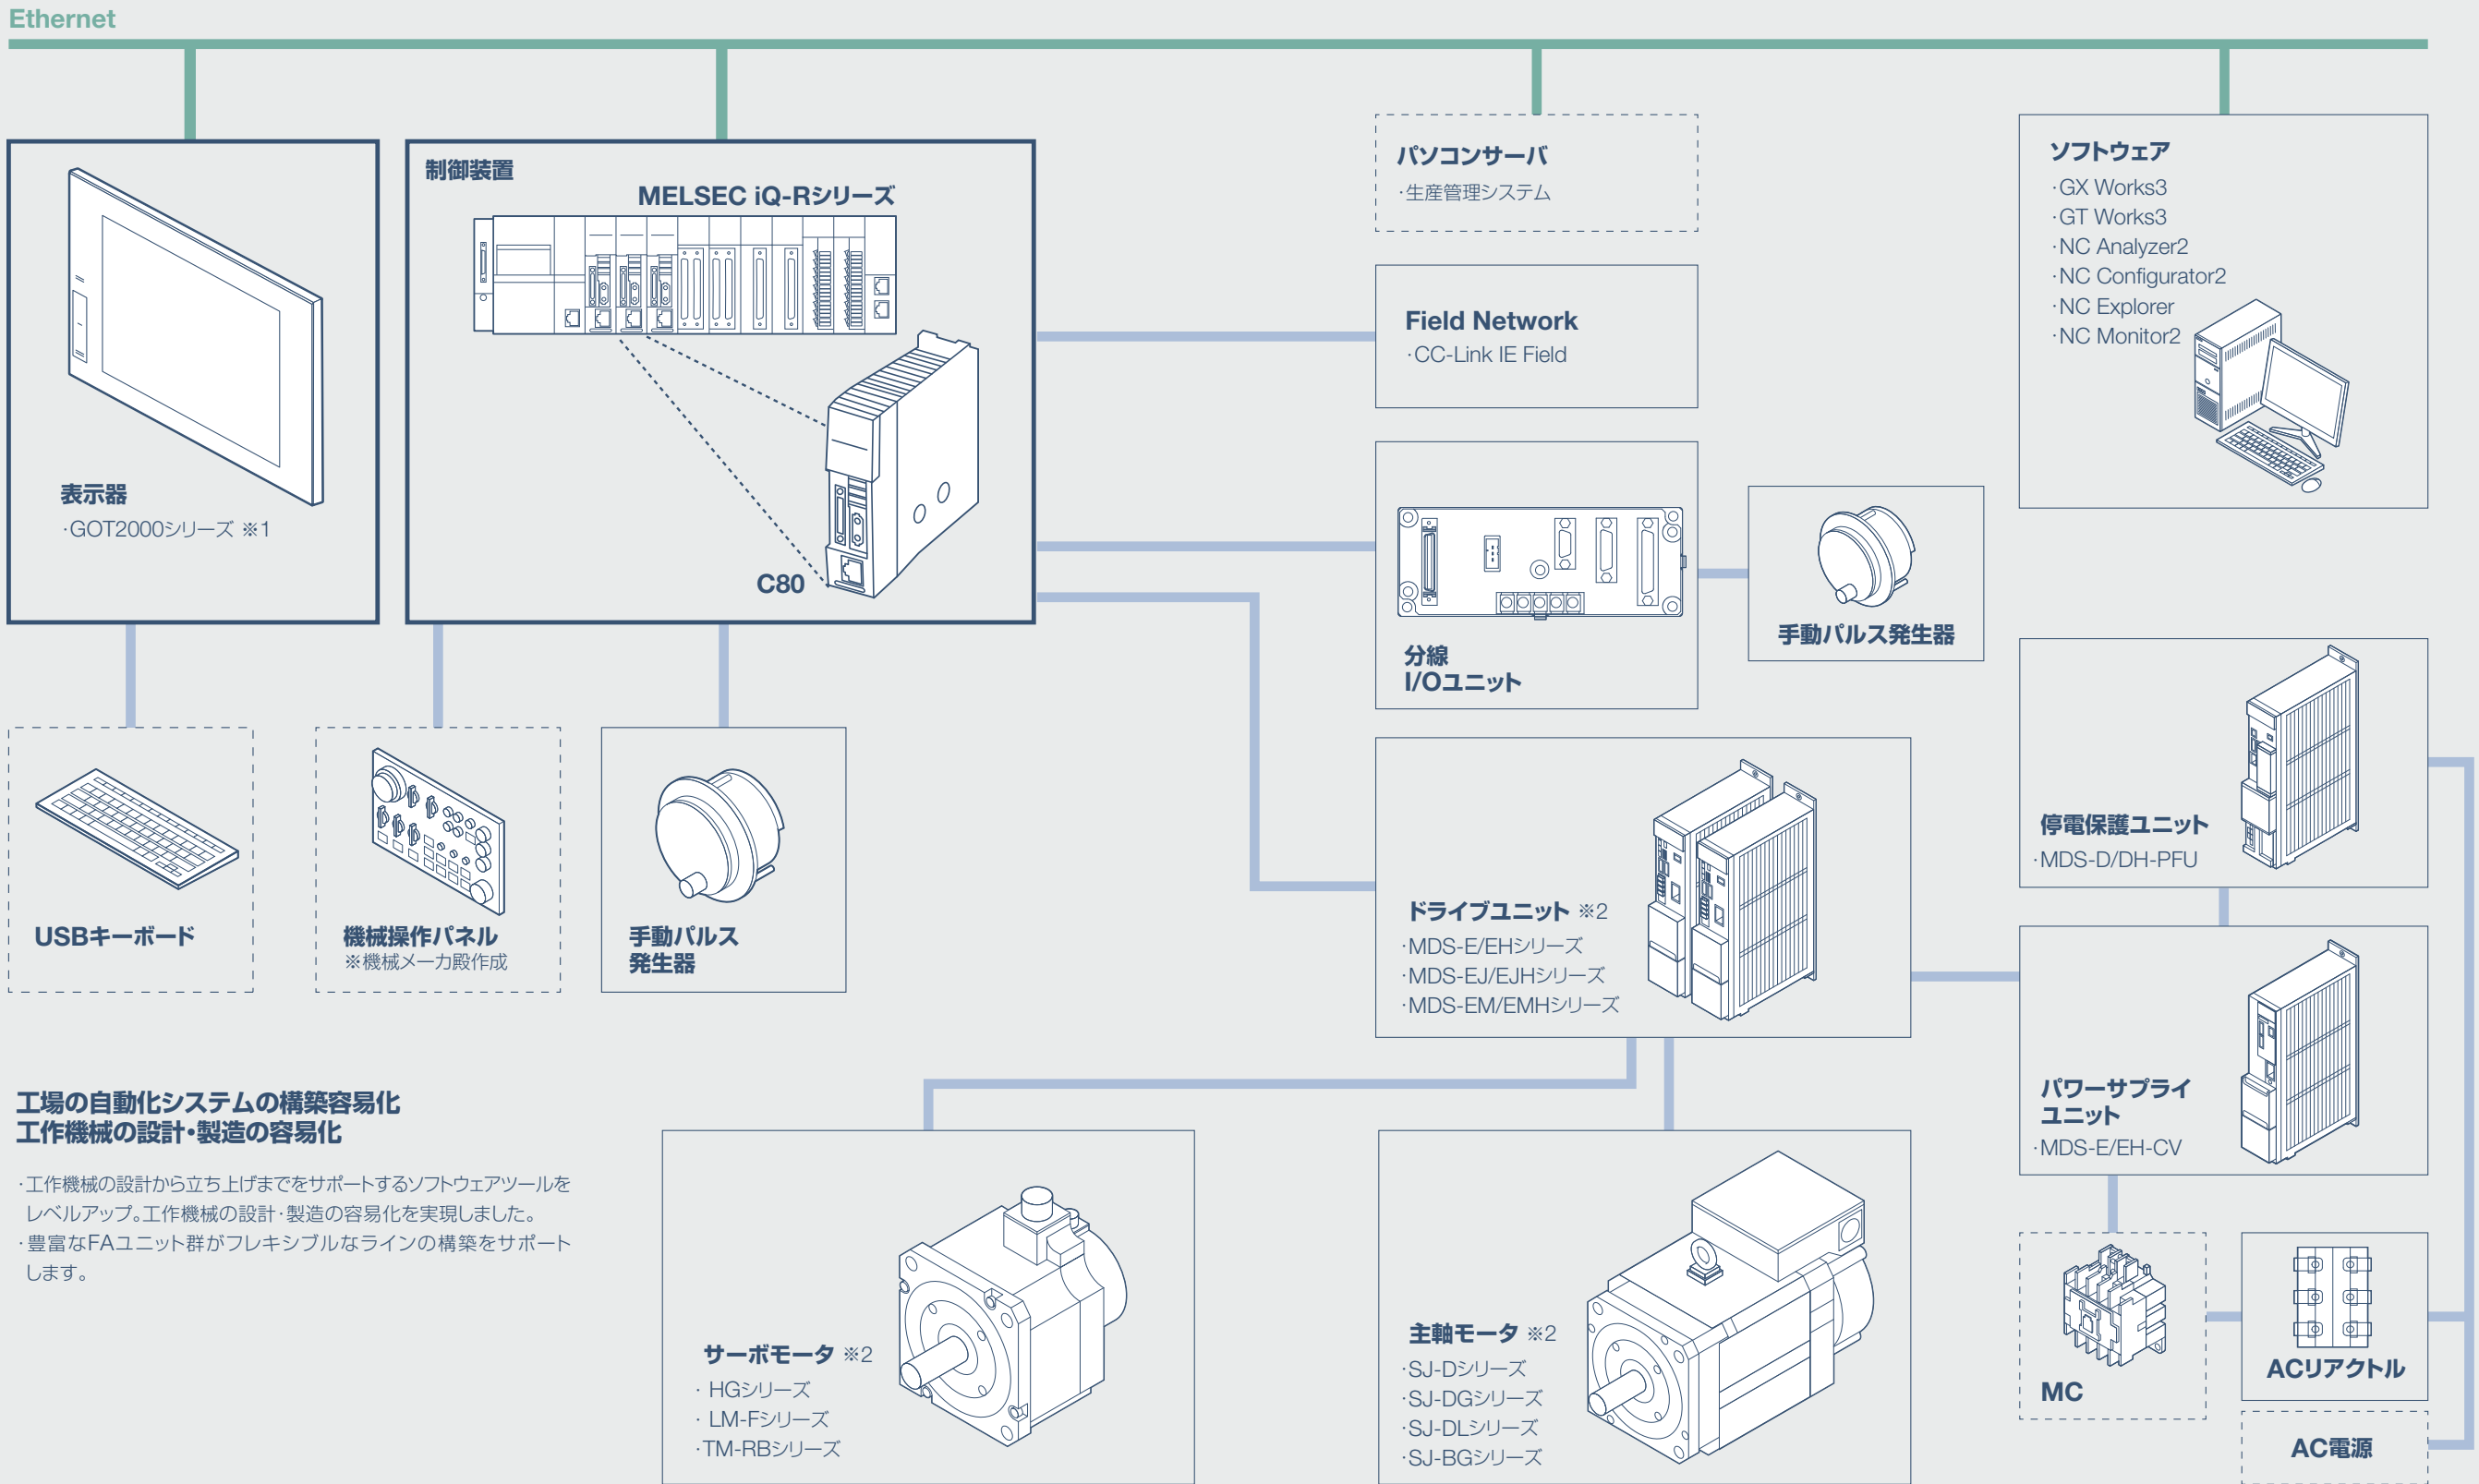 Ethernet
表示器
·GOT2000シリーズ ※1
制御装置
MELSEC iQ-Rシリーズ
C80
パソコンサーバ
·生産管理システム
Field Network
·CC-Link IE Field
ソフトウェア
·GX Works3
·GT Works3
·NC Analyzer2
·NC Configurator2
·NC Explorer
·NC Monitor2
分線
I/Oユニット
手動パルス発生器
USBキーボード
機械操作パネル
※機械メーカ殿作成
手動パルス
発生器
ドライブユニット ※2
·MDS-E/EHシリーズ
·MDS-EJ/EJHシリーズ
·MDS-EM/EMHシリーズ
停電保護ユニット
·MDS-D/DH-PFU
パワーサプライ
ユニット
·MDS-E/EH-CV
工場の自動化システムの構築容易化
工作機械の設計・製造の容易化
·工作機械の設計から立ち上げまでをサポートするソフトウェアツールを
レベルアップ。工作機械の設計·製造の容易化を実現しました。
·豊富なFAユニット群がフレキシブルなラインの構築をサポート
します。
サーボモータ ※2
· HGシリーズ
· LM-Fシリーズ
·TM-RBシリーズ
主軸モータ ※2
·SJ-Dシリーズ
·SJ-DGシリーズ
·SJ-DLシリーズ
·SJ-BGシリーズ
MC
ACリアクトル
AC電源